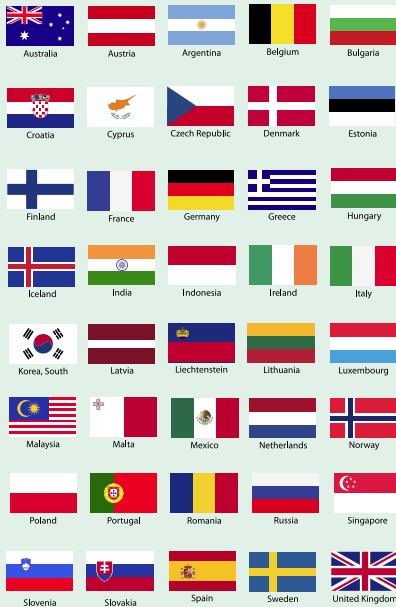 Australia Austria Argentina Belgium Bulgaria
Croatia Cyprus Czech Republic Denmark Estonia
Finland France Germany Greece Hungary
Iceland India Indonesia Ireland Italy
Korea, South Latvia Liechtenstein Lithuania Luxembourg
Malaysia Malta Mexico Netherlands Norway
Poland Portugal Romania Russia Singapore
Slovenia Slovakia Spain Sweden United Kingdom